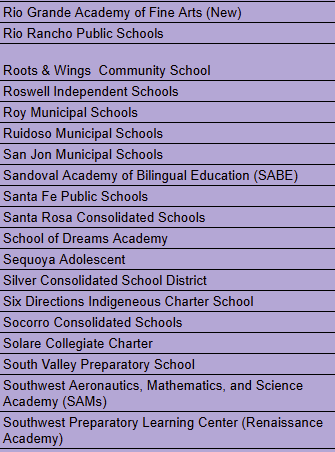 Rio Grande Academy of Fine Arts (New)
Rio Rancho Public Schools
Roots & Wings  Community School
Roswell Independent Schools
Roy Municipal Schools
Ruidoso Municipal Schools
San Jon Municipal Schools
Sandoval Academy of Bilingual Education (SABE)
Santa Fe Public Schools
Santa Rosa Consolidated Schools
School of Dreams Academy
Sequoya Adolescent
Silver Consolidated School District
Six Directions Indigeneous Charter School
Socorro Consolidated Schools
Solare Collegiate Charter
South Valley Preparatory School
Southwest Aeronautics, Mathematics, and Science
Academy (SAMs)
Southwest Preparatory Learning Center (Renaissance
Academy)